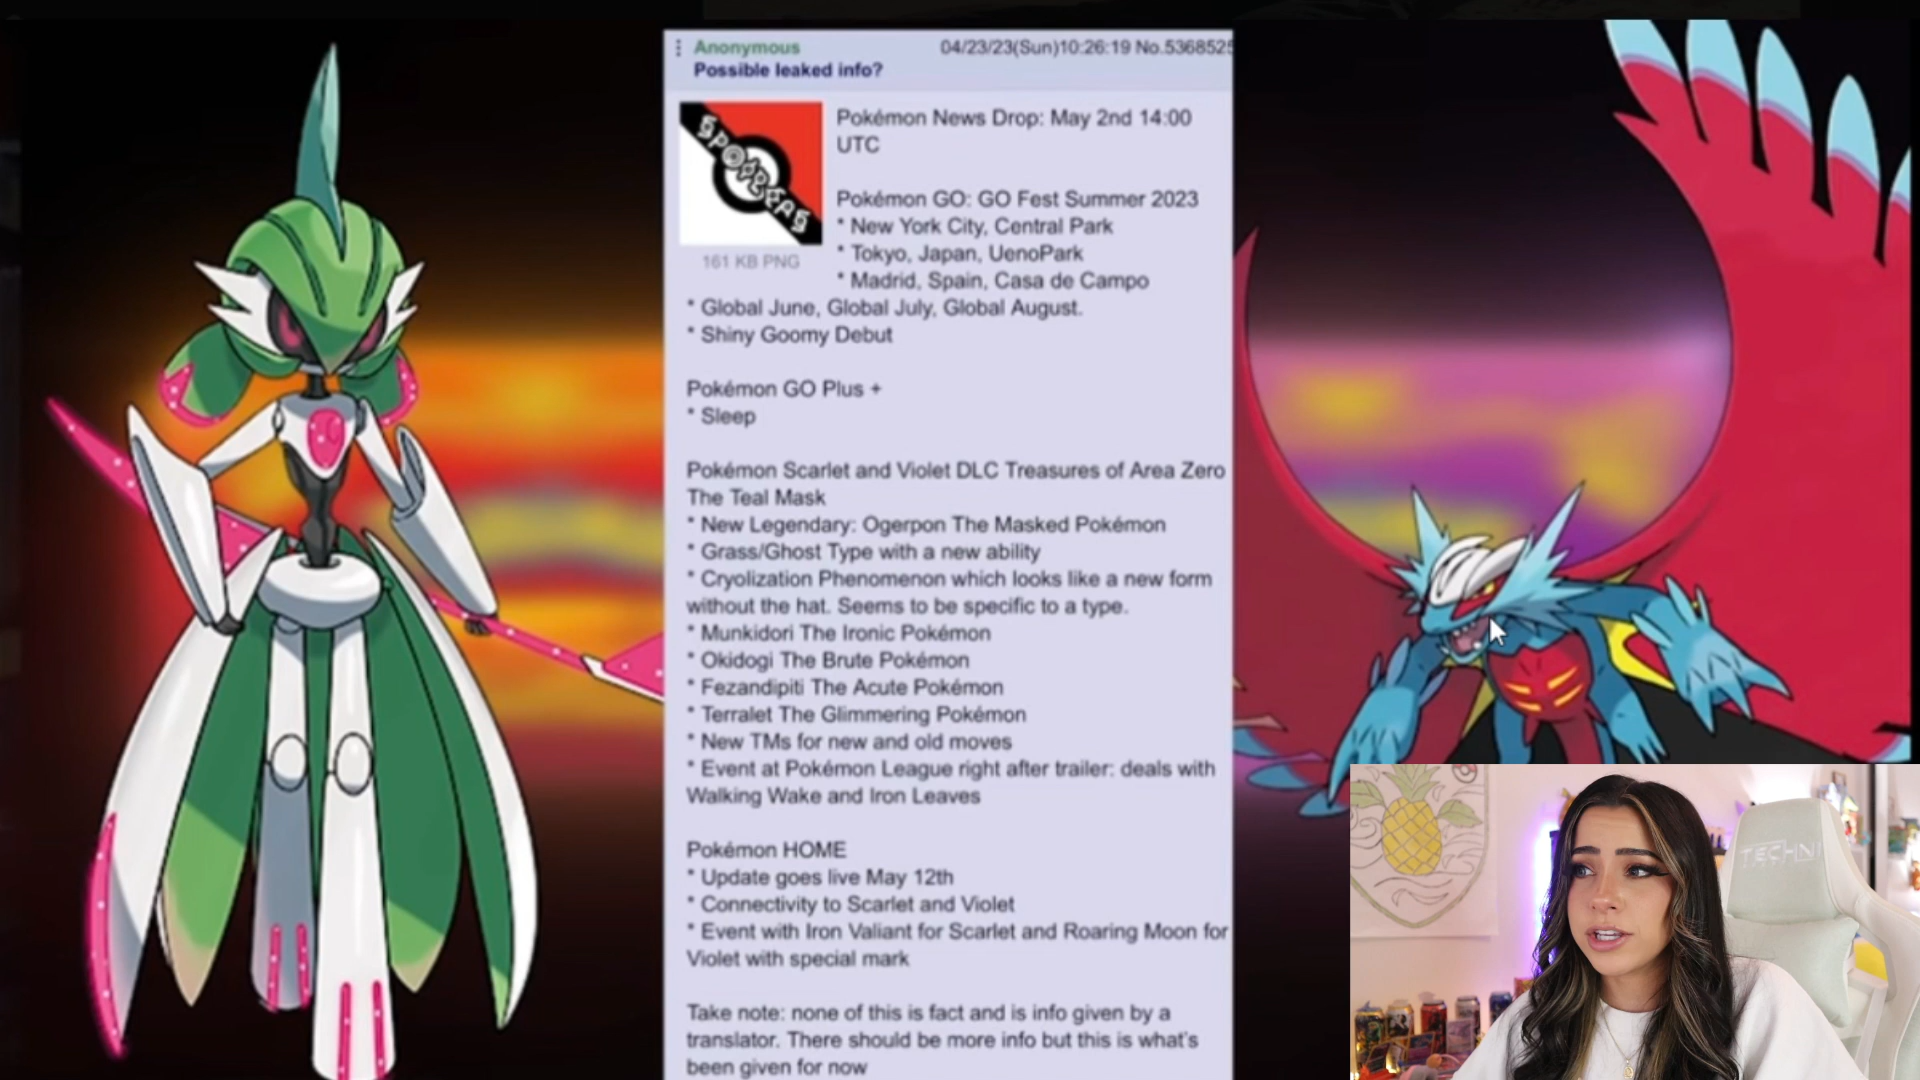 Anonymous 04/23/23(Sun)10:26:19 No.5368525
Possible leaked info?
SPOILERS
161 KB PNG
Pokémon News Drop: May 2nd 14:00
UTC
Pokémon GO: GO Fest Summer 2023
* New York City, Central Park
* Tokyo, Japan, UenoPark
* Madrid, Spain, Casa de Campo
* Global June, Global July, Global August.
* Shiny Goomy Debut
Pokémon GO Plus +
* Sleep
Pokémon Scarlet and Violet DLC Treasures of Area Zero
The Teal Mask
* New Legendary: Ogerpon The Masked Pokémon
* Grass/Ghost Type with a new ability
* Cryolization Phenomenon which looks like a new form
without the hat. Seems to be specific to a type.
* Munkidori The Ironic Pokémon
* Okidogi The Brute Pokémon
* Fezandipiti The Acute Pokémon
* Terralet The Glimmering Pokémon
* New TMs for new and old moves
* Event at Pokémon League right after trailer: deals with
Walking Wake and Iron Leaves
Pokémon HOME
* Update goes live May 12th
* Connectivity to Scarlet and Violet
* Event with Iron Valiant for Scarlet and Roaring Moon for
Violet with special mark
Take note: none of this is fact and is info given by a
translator. There should be more info but this is what's
been given for now
TECHNI